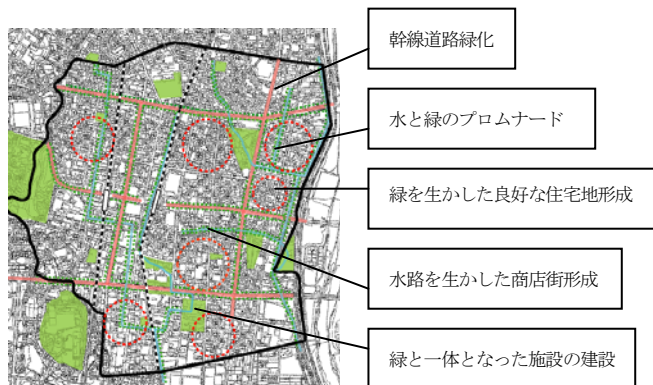 幹線道路緑化
水と緑のプロムナード
緑を生かした良好な住宅地形成
水路を生かした商店街形成
緑と一体となった施設の建設